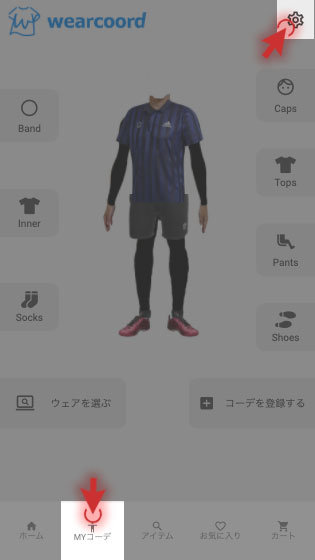 wearcoord
Band
Caps
Inner
Tops
Socks
Pants
Shoes
ウェアを選ぶ
コーデを登録する
ホーム
MYコーデ
アイテム
お気に入り
カート